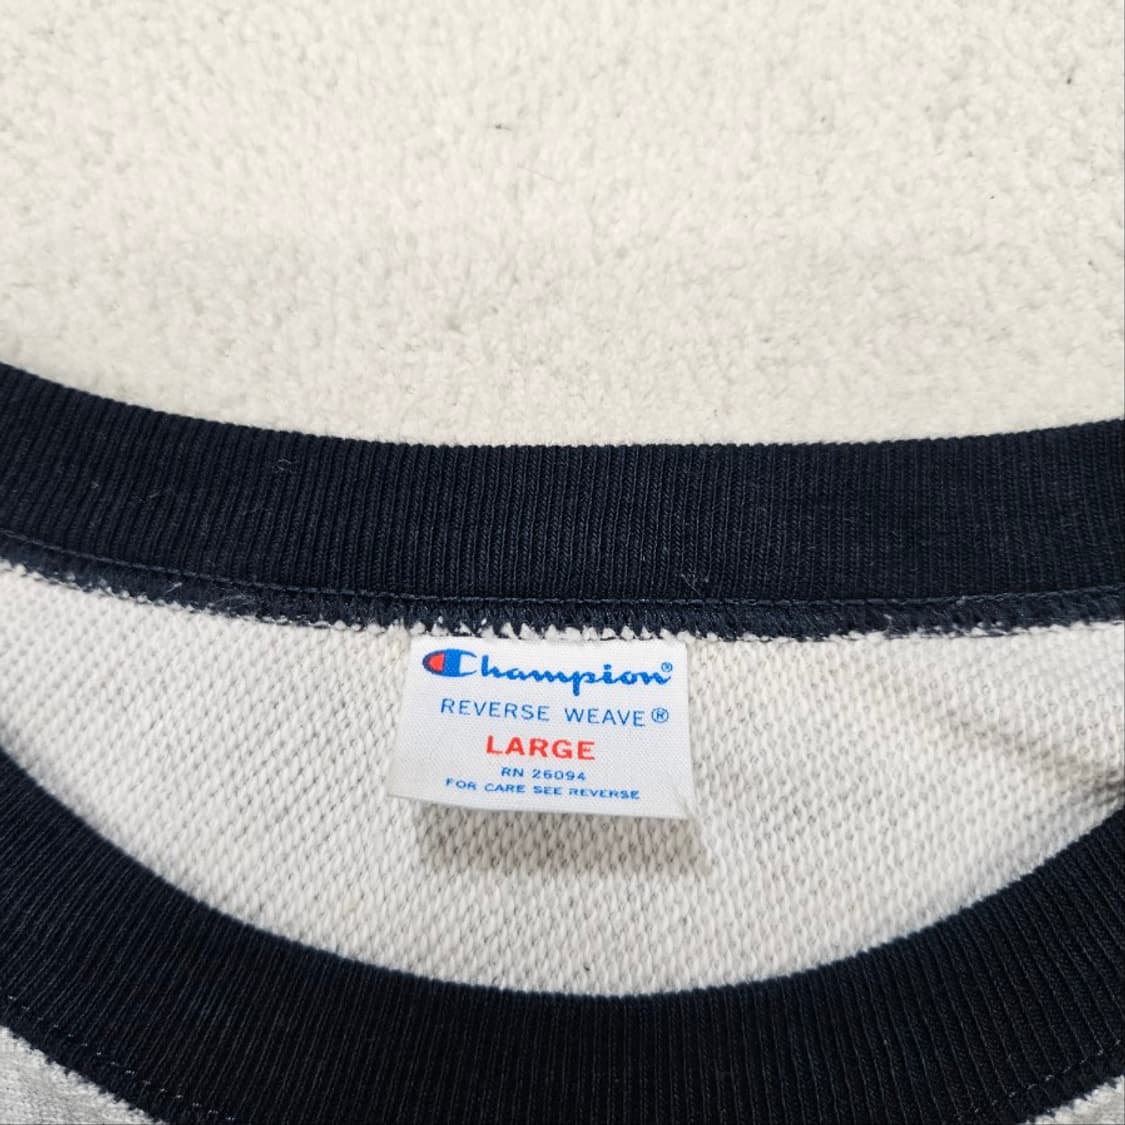 Champion®
REVERSE WEAVE®
LARGE
RN 26094
FOR CARE SEE REVERSE